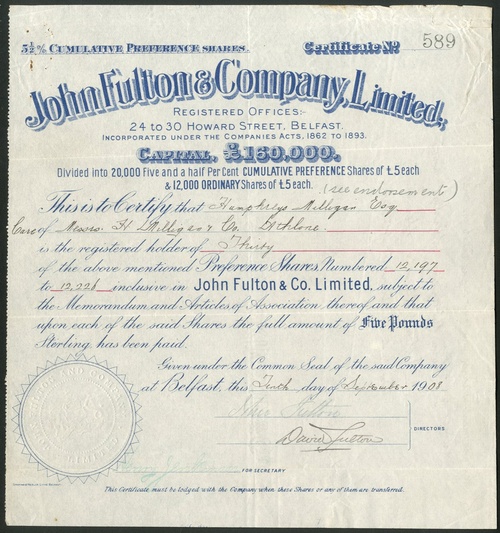 5½% CUMULATIVE PREFERENCE SHARES.
Certificate No 589
John Fulton & Company, Limited,
REGISTERED OFFICES:-
24 TO 30 HOWARD STREET, BELFAST.
INCORPORATED UNDER THE COMPANIES ACTS, 1862 TO 1893.
CAPITAL, £160,000.
Divided into 20,000 Five and a half Per Cent CUMULATIVE PREFERENCE Shares of £5 each
& 12,000 ORDINARY Shares of £5 each.
(see endorsement)
This is to Certify that Humphreys Milligan Esq
Care of Messrs H. Milligan & Co. Athlone
is the registered holder of Thirty
of the above mentioned Preference Shares, Numbered 12,197
to 12,226 inclusive in John Fulton & Co. Limited, subject to
the Memorandum and Articles of Association thereof, and that
upon each of the said Shares the full amount of Five Pounds
Sterling has been paid.
Given under the Common Seal of the said Company
at Belfast, this Tenth day of September 1908
John Fulton
David Fulton
DIRECTORS
FOR SECRETARY
This Certificate must be lodged with the Company when these Shares or any of them are transferred.